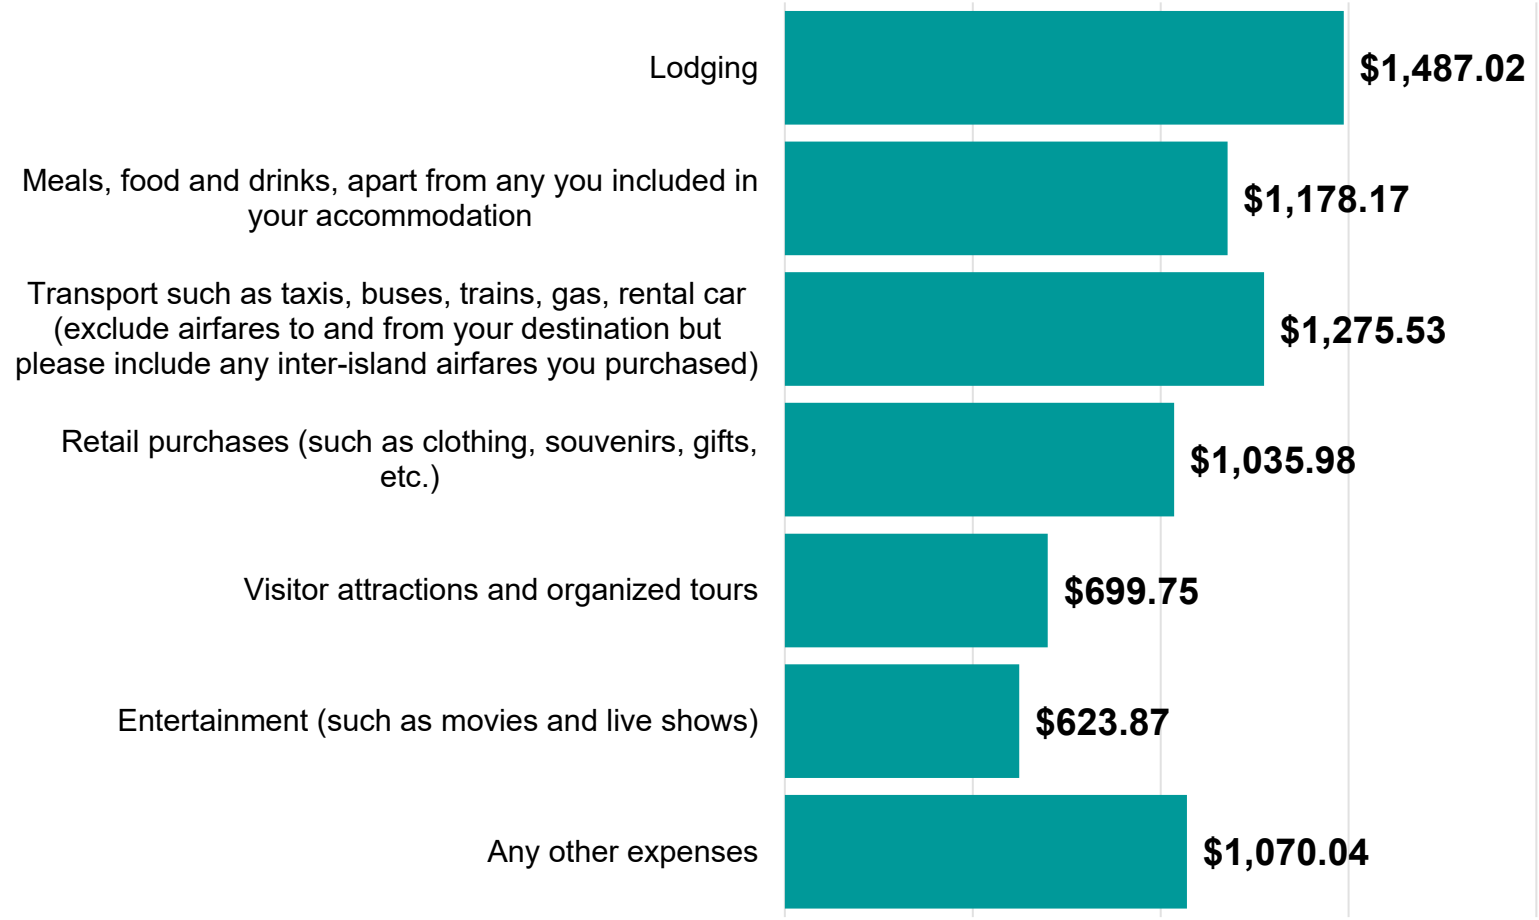 Lodging
$1,487.02
Meals, food and drinks, apart from any you included in
your accommodation
$1,178.17
Transport such as taxis, buses, trains, gas, rental car
(exclude airfares to and from your destination but
please include any inter-island airfares you purchased)
$1,275.53
Retail purchases (such as clothing, souvenirs, gifts,
etc.)
$1,035.98
Visitor attractions and organized tours
$699.75
Entertainment (such as movies and live shows)
$623.87
Any other expenses
$1,070.04